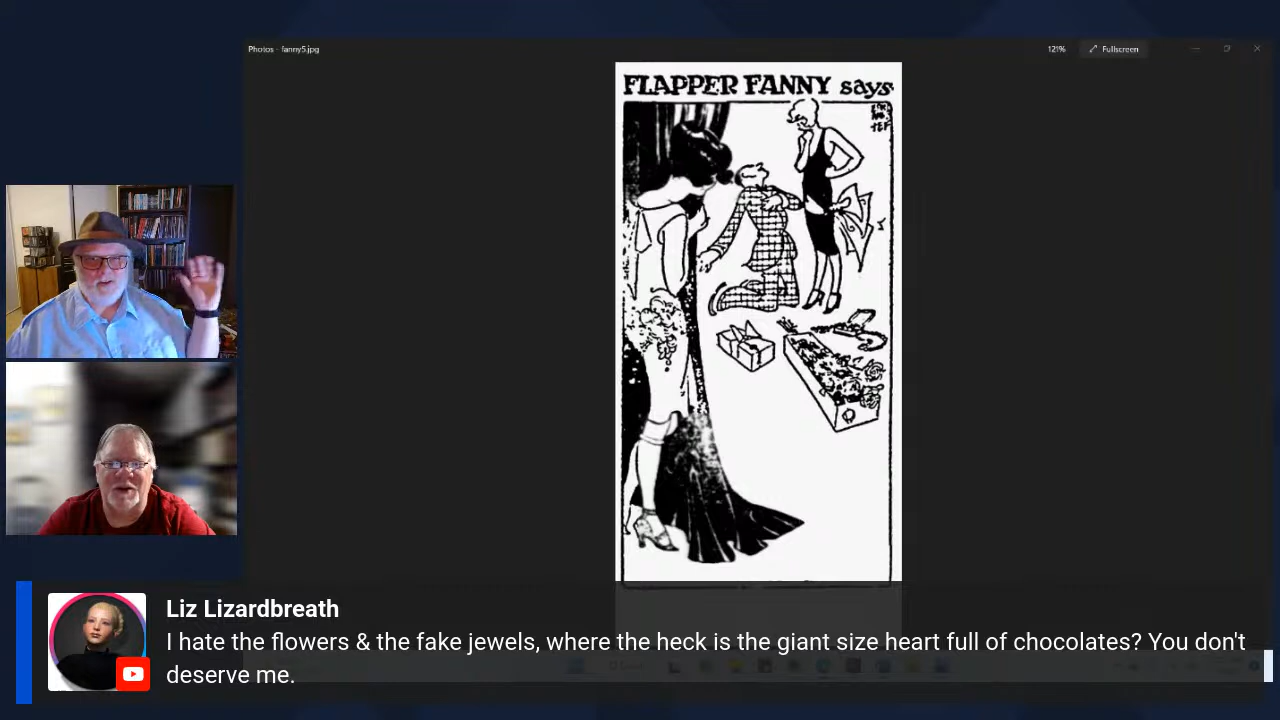 Photos - fanny5.jpg
121%
Fullscreen
FLAPPER FANNY says
Liz Lizardbreath
I hate the flowers & the fake jewels, where the heck is the giant size heart full of chocolates? You don't
deserve me.